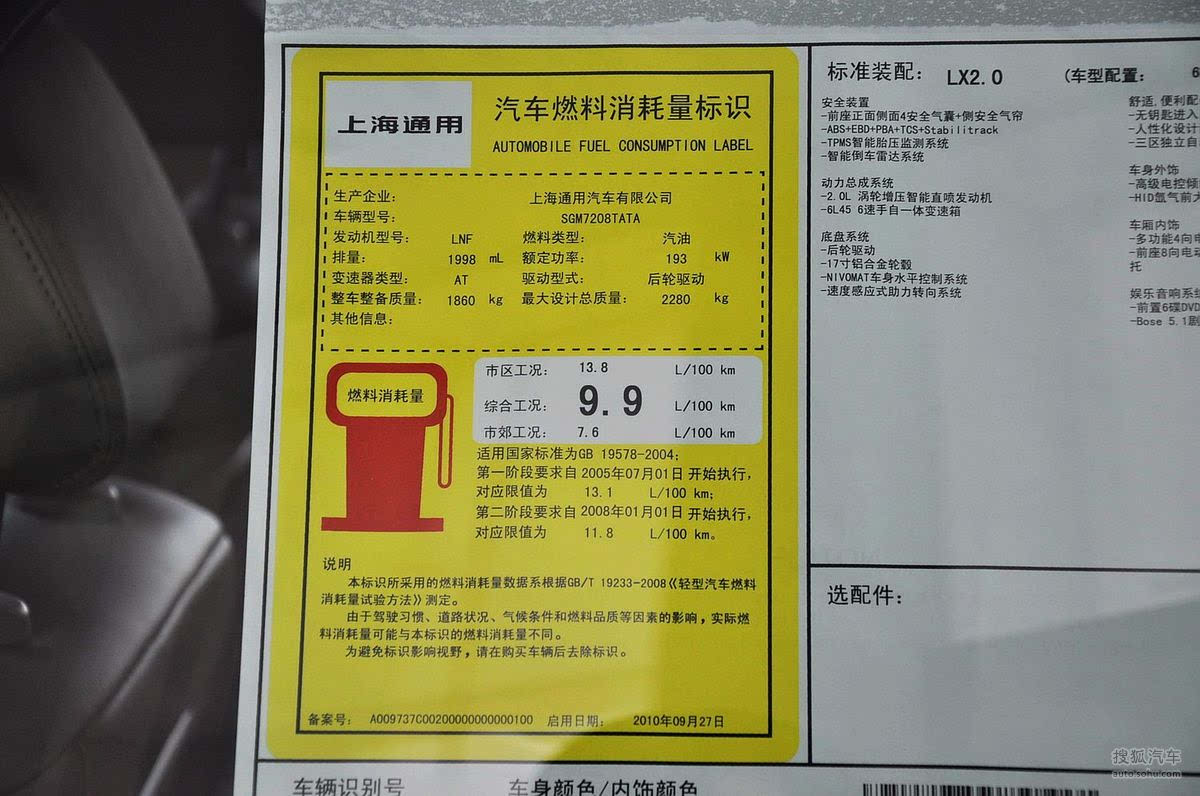 上海通用
汽车燃料消耗量标识
AUTOMOBILE FUEL CONSUMPTION LABEL
生产企业: 上海通用汽车有限公司
车辆型号: SGM7208TATA
发动机型号: LNF 燃料类型: 汽油
排量: 1998 mL 额定功率: 193 kW
变速器类型: AT 驱动型式: 后轮驱动
整车整备质量: 1860 kg 最大设计总质量: 2280 kg
其他信息:
燃料消耗量
市区工况: 13.8 L/100 km
综合工况: 9.9 L/100 km
市郊工况: 7.6 L/100 km
适用国家标准为GB 19578-2004;
第一阶段要求自2005年07月01日开始执行,
对应限值为 13.1 L/100 km;
第二阶段要求自2008年01月01日开始执行,
对应限值为 11.8 L/100 km。
说明
本标识所采用的燃料消耗量数据系根据GB/T 19233-2008《轻型汽车燃料
消耗量试验方法》测定。
由于驾驶习惯、道路状况、气候条件和燃料品质等因素的影响,实际燃
料消耗量可能与本标识的燃料消耗量不同。
为避免标识影响视野,请在购买车辆后去除标识。
备案号: A009737C00200000000000100 启用日期: 2010年09月27日
标准装配: LX2.0 (车型配置: 6
安全装置
-前座正面侧面4安全气囊+侧安全气帘
-ABS+EBD+PBA+TCS+Stabilitrack
-TPMS智能胎压监测系统
-智能倒车雷达系统
动力总成系统
-2.0L 涡轮增压智能直喷发动机
-6L45 6速手自一体变速箱
底盘系统
-后轮驱动
-17寸铝合金轮毂
-NIVOMAT车身水平控制系统
-速度感应式助力转向系统
舒适,便利配
-无钥匙进入
-人性化设计
-三区独立自
车身外饰
-高级电控倾
-HID氙气前大
车厢内饰
-多功能4向电
-前座8向电动
托
娱乐音响系统
-前置6碟DVD
-Bose 5.1剧
选配件:
车辆识别号 车身颜色/内饰颜色
搜狐汽车
auto.sohu.com